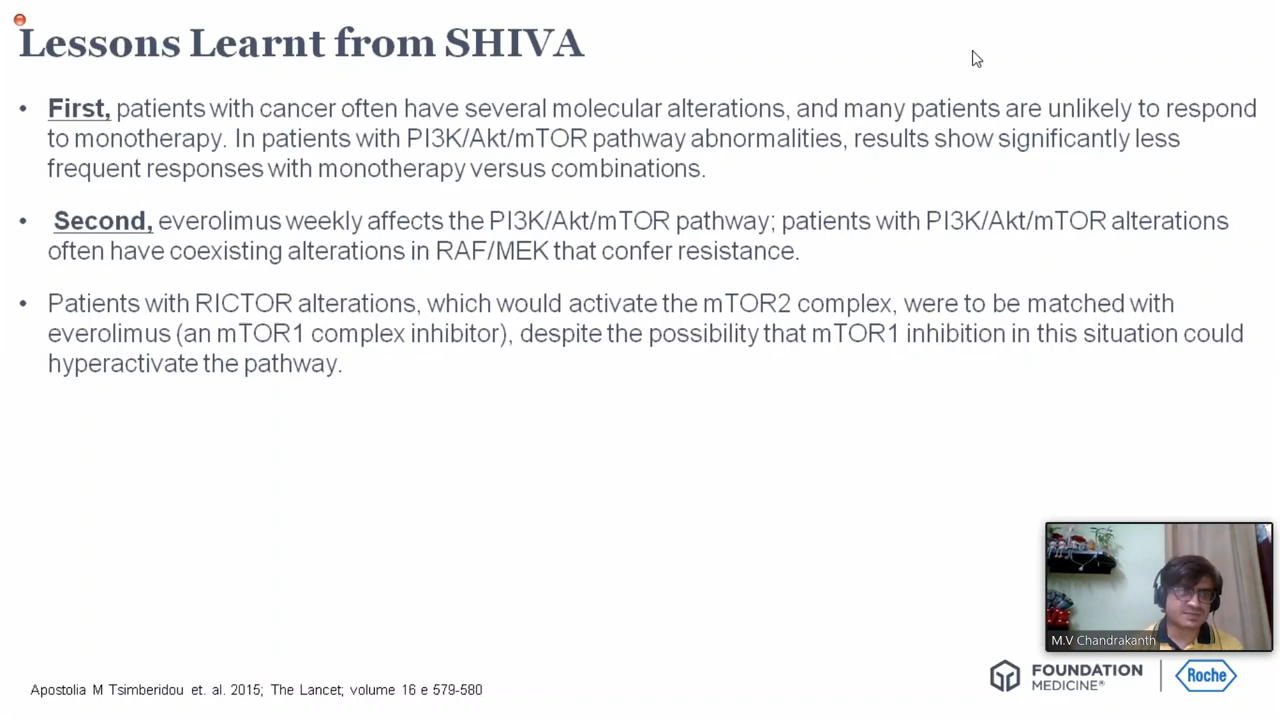 Lessons Learnt from SHIVA
• First, patients with cancer often have several molecular alterations, and many patients are unlikely to respond
to monotherapy. In patients with PI3K/Akt/mTOR pathway abnormalities, results show significantly less
frequent responses with monotherapy versus combinations.
• Second, everolimus weekly affects the PI3K/Akt/mTOR pathway; patients with PI3K/Akt/mTOR alterations
often have coexisting alterations in RAF/MEK that confer resistance.
• Patients with RICTOR alterations, which would activate the mTOR2 complex, were to be matched with
everolimus (an mTOR1 complex inhibitor), despite the possibility that mTOR1 inhibition in this situation could
hyperactivate the pathway.
M.V Chandrakanth
Apostolia M Tsimberidou et. al. 2015; The Lancet; volume 16 e 579-580
FOUNDATION
MEDICINE®
Roche